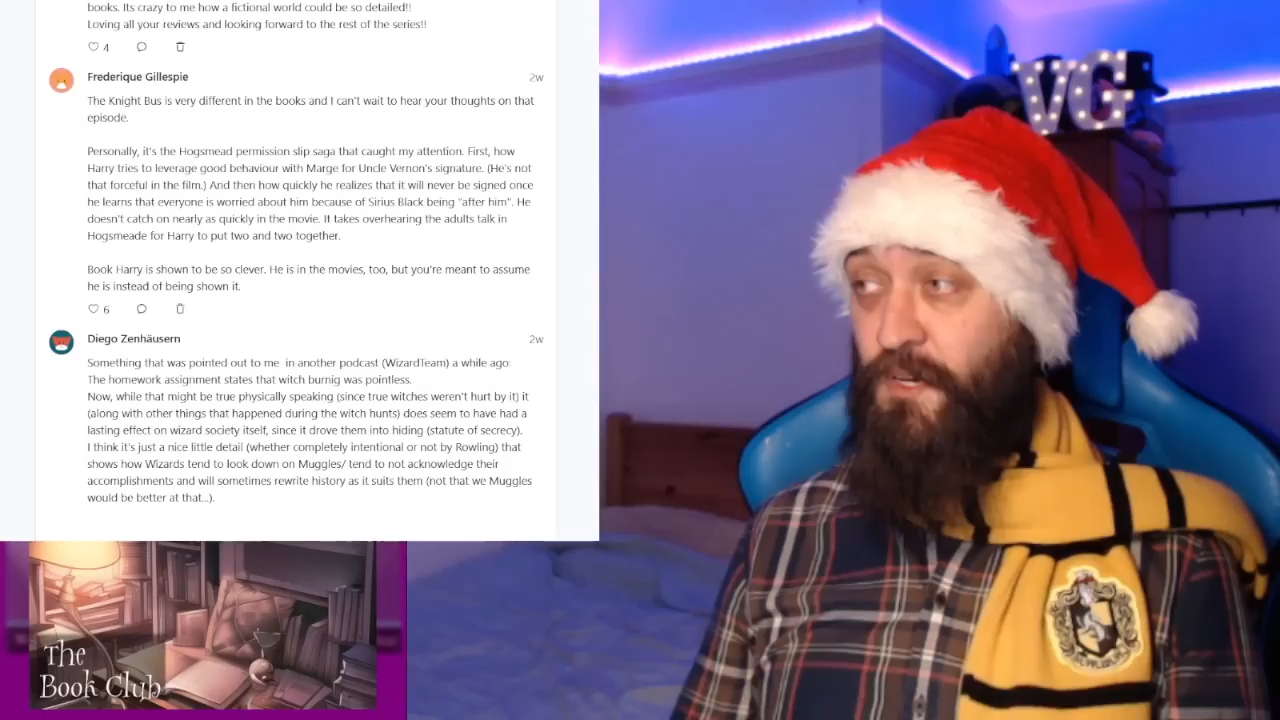 books. Its crazy to me how a fictional world could be so detailed!!
Loving all your reviews and looking forward to the rest of the series!!
4
Frederique Gillespie 2w
The Knight Bus is very different in the books and I can't wait to hear your thoughts on that
episode.
Personally, it's the Hogsmead permission slip saga that caught my attention. First, how
Harry tries to leverage good behaviour with Marge for Uncle Vernon's signature. (He's not
that forceful in the film.) And then how quickly he realizes that it will never be signed once
he learns that everyone is worried about him because of Sirius Black being "after him". He
doesn't catch on nearly as quickly in the movie. It takes overhearing the adults talk in
Hogsmeade for Harry to put two and two together.
Book Harry is shown to be so clever. He is in the movies, too, but you're meant to assume
he is instead of being shown it.
6
Diego Zenhäusern 2w
Something that was pointed out to me in another podcast (WizardTeam) a while ago:
The homework assignment states that witch burnig was pointless.
Now, while that might be true physically speaking (since true witches weren't hurt by it) it
(along with other things that happened during the witch hunts) does seem to have had a
lasting effect on wizard society itself, since it drove them into hiding (statute of secrecy).
I think it's just a nice little detail (whether completely intentional or not by Rowling) that
shows how Wizards tend to look down on Muggles/ tend to not acknowledge their
accomplishments and will sometimes rewrite history as it suits them (not that we Muggles
would be better at that...).
VG
The
Book Club